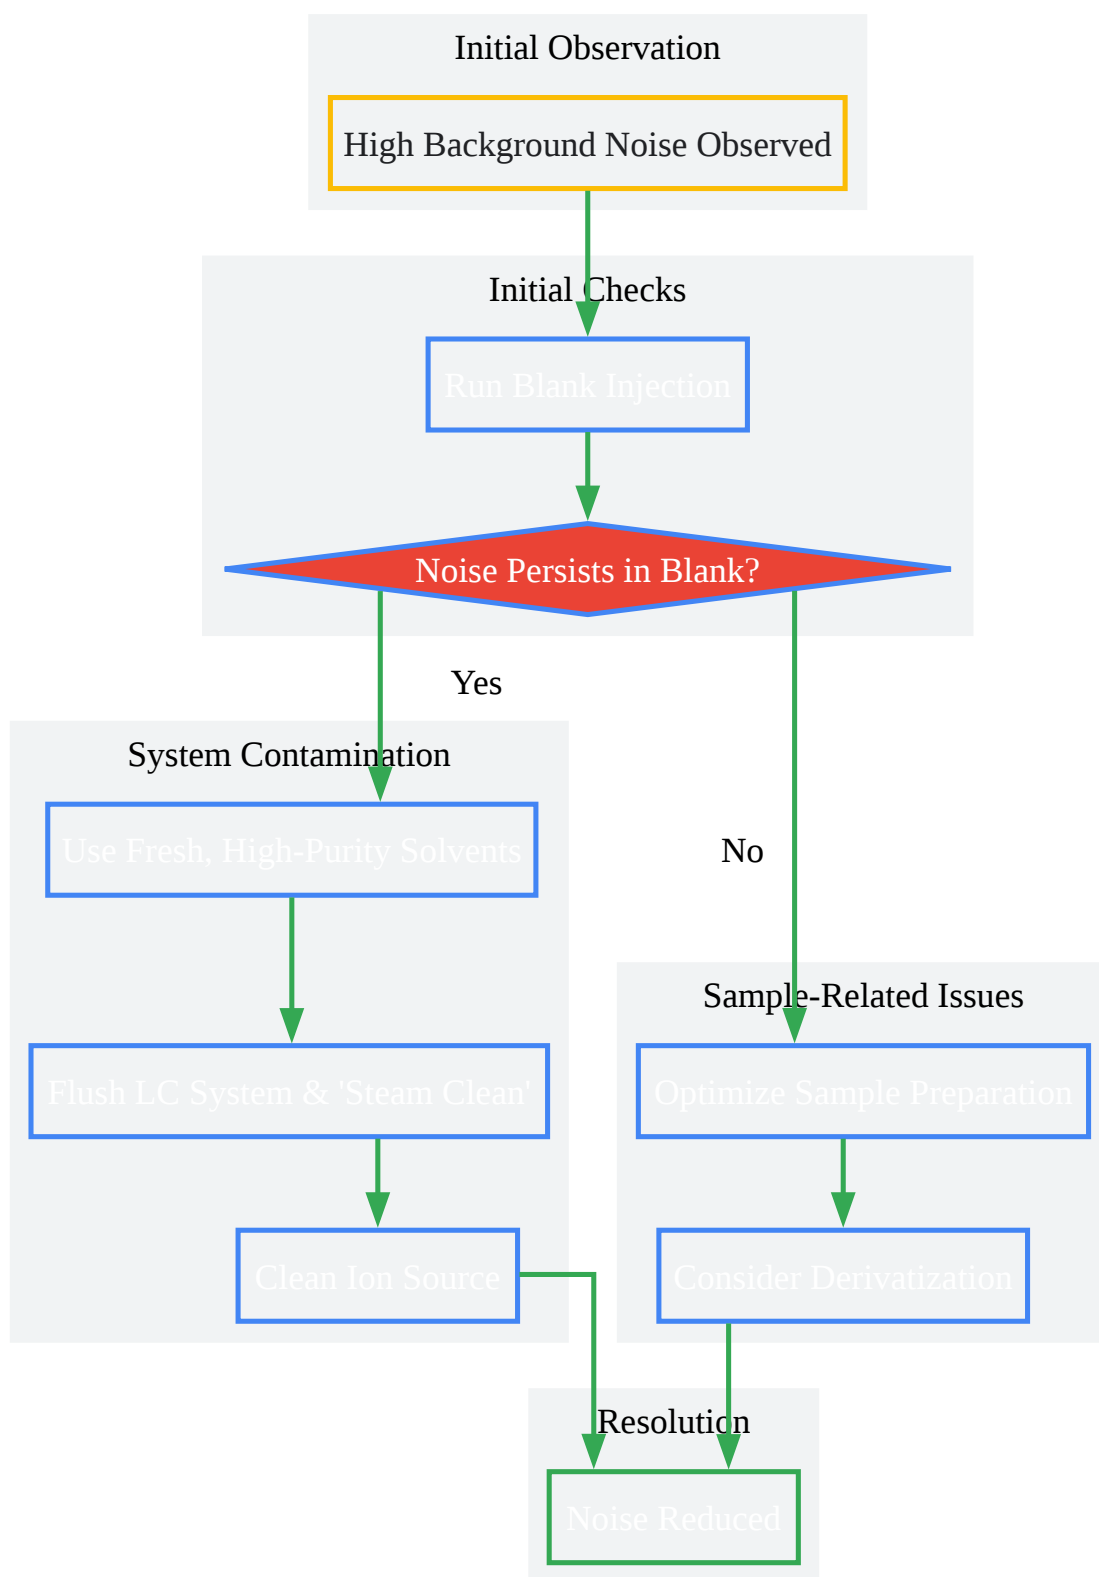 Initial Observation
High Background Noise Observed
Initial Checks
Run Blank Injection
Noise Persists in Blank?
Yes
System Contamination
Use Fresh, High-Purity Solvents
No
Sample-Related Issues
Flush LC System & 'Steam Clean'
Optimize Sample Preparation
Clean Ion Source
Consider Derivatization
Resolution
Noise Reduced